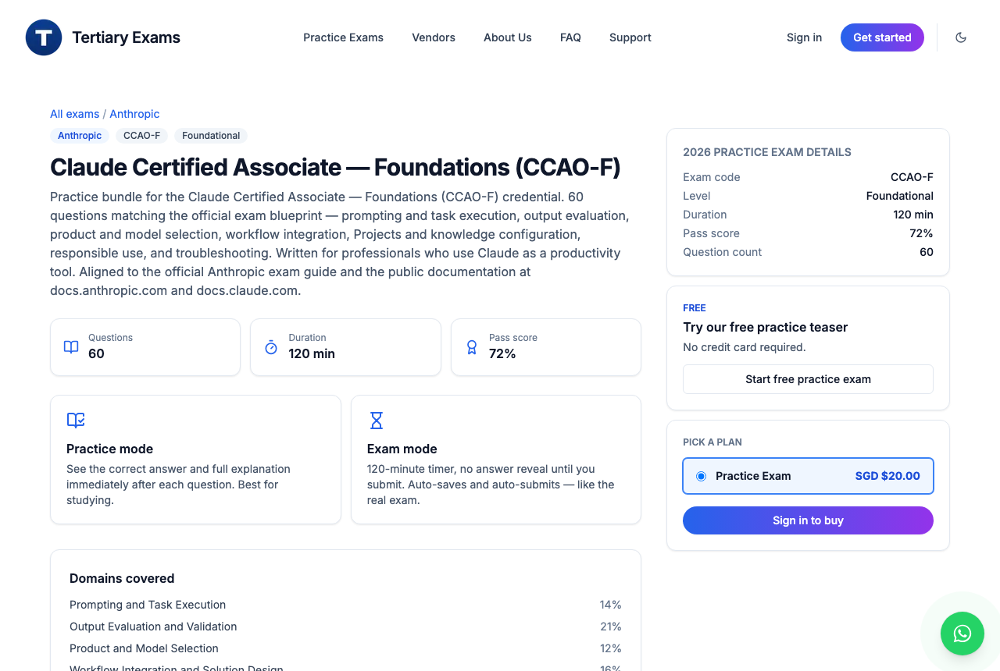 T Tertiary Exams
Practice Exams
Vendors
About Us
FAQ
Support
Sign in
Get started
All exams / Anthropic
Anthropic
CCAO-F
Foundational
Claude Certified Associate — Foundations (CCAO-F)
Practice bundle for the Claude Certified Associate — Foundations (CCAO-F) credential. 60
questions matching the official exam blueprint — prompting and task execution, output evaluation,
product and model selection, workflow integration, Projects and knowledge configuration,
responsible use, and troubleshooting. Written for professionals who use Claude as a productivity
tool. Aligned to the official Anthropic exam guide and the public documentation at
docs.anthropic.com and docs.claude.com.
Questions
60
Duration
120 min
Pass score
72%
Practice mode
See the correct answer and full explanation
immediately after each question. Best for
studying.
Exam mode
120-minute timer, no answer reveal until you
submit. Auto-saves and auto-submits — like the
real exam.
Domains covered
Prompting and Task Execution 14%
Output Evaluation and Validation 21%
Product and Model Selection 12%
Workflow Integration and Solution Design 16%
2026 PRACTICE EXAM DETAILS
Exam code CCAO-F
Level Foundational
Duration 120 min
Pass score 72%
Question count 60
FREE
Try our free practice teaser
No credit card required.
Start free practice exam
PICK A PLAN
Practice Exam SGD $20.00
Sign in to buy